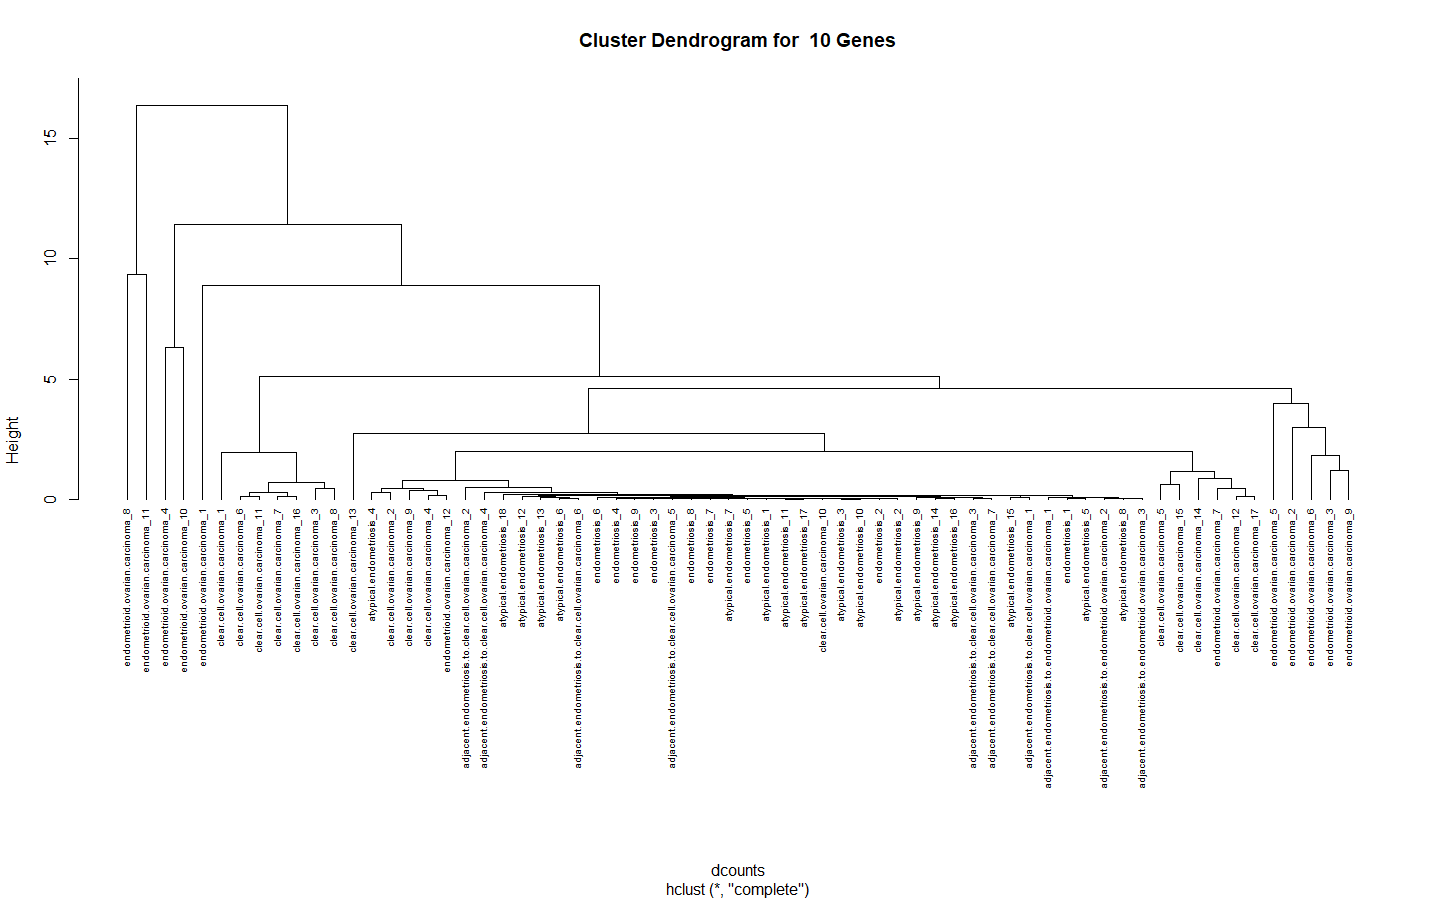 Cluster Dendrogram for  10 Genes
Height
15
10
5
0
endometrioid.ovarian.carcinoma_8
endometrioid.ovarian.carcinoma_11
endometrioid.ovarian.carcinoma_4
endometrioid.ovarian.carcinoma_10
endometrioid.ovarian.carcinoma_1
clear.cell.ovarian.carcinoma_1
clear.cell.ovarian.carcinoma_6
clear.cell.ovarian.carcinoma_11
clear.cell.ovarian.carcinoma_7
clear.cell.ovarian.carcinoma_16
clear.cell.ovarian.carcinoma_3
clear.cell.ovarian.carcinoma_8
clear.cell.ovarian.carcinoma_13
atypical.endometriosis_4
clear.cell.ovarian.carcinoma_2
clear.cell.ovarian.carcinoma_9
clear.cell.ovarian.carcinoma_4
endometrioid.ovarian.carcinoma_12
adjacent.endometriosis.to.clear.cell.ovarian.carcinoma_2
adjacent.endometriosis.to.clear.cell.ovarian.carcinoma_4
atypical.endometriosis_18
atypical.endometriosis_12
atypical.endometriosis_13
atypical.endometriosis_6
adjacent.endometriosis.to.clear.cell.ovarian.carcinoma_6
endometriosis_6
endometriosis_4
endometriosis_9
endometriosis_3
adjacent.endometriosis.to.clear.cell.ovarian.carcinoma_5
endometriosis_8
endometriosis_7
atypical.endometriosis_7
endometriosis_5
atypical.endometriosis_1
atypical.endometriosis_11
atypical.endometriosis_17
clear.cell.ovarian.carcinoma_10
atypical.endometriosis_3
atypical.endometriosis_10
endometriosis_2
atypical.endometriosis_2
atypical.endometriosis_9
atypical.endometriosis_14
atypical.endometriosis_16
adjacent.endometriosis.to.clear.cell.ovarian.carcinoma_3
adjacent.endometriosis.to.clear.cell.ovarian.carcinoma_7
atypical.endometriosis_15
adjacent.endometriosis.to.clear.cell.ovarian.carcinoma_1
adjacent.endometriosis.to.endometrioid.ovarian.carcinoma_1
endometriosis_1
atypical.endometriosis_5
adjacent.endometriosis.to.endometrioid.ovarian.carcinoma_2
atypical.endometriosis_8
adjacent.endometriosis.to.endometrioid.ovarian.carcinoma_3
clear.cell.ovarian.carcinoma_5
clear.cell.ovarian.carcinoma_15
clear.cell.ovarian.carcinoma_14
endometrioid.ovarian.carcinoma_7
clear.cell.ovarian.carcinoma_12
clear.cell.ovarian.carcinoma_17
endometrioid.ovarian.carcinoma_5
endometrioid.ovarian.carcinoma_2
endometrioid.ovarian.carcinoma_6
endometrioid.ovarian.carcinoma_3
endometrioid.ovarian.carcinoma_9
dcounts
hclust (*, "complete")